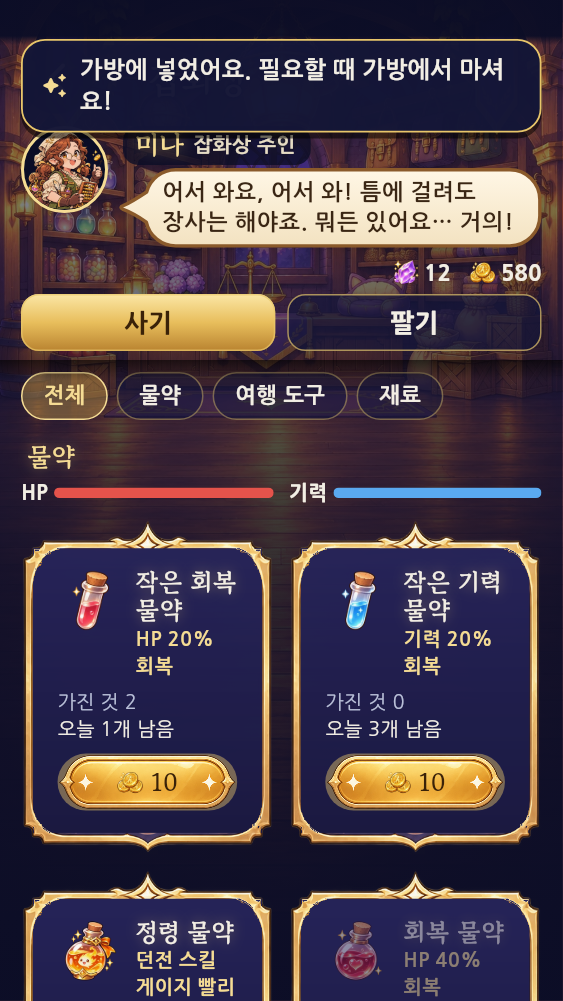 가방에 넣었어요. 필요할 때 가방에서 마셔
요!
미나 잡화상 주인
어서 와요, 어서 와! 틈에 걸려도
장사는 해야죠. 뭐든 있어요… 거의!
12 580
사기 팔기
전체 물약 여행 도구 재료
물약
HP 기력
작은 회복
물약
HP 20%
회복
가진 것 2
오늘 1개 남음
10
작은 기력
물약
기력 20%
회복
가진 것 0
오늘 3개 남음
10
정령 물약
던전 스킬
게이지 빨리
회복 물약
HP 40%
회복